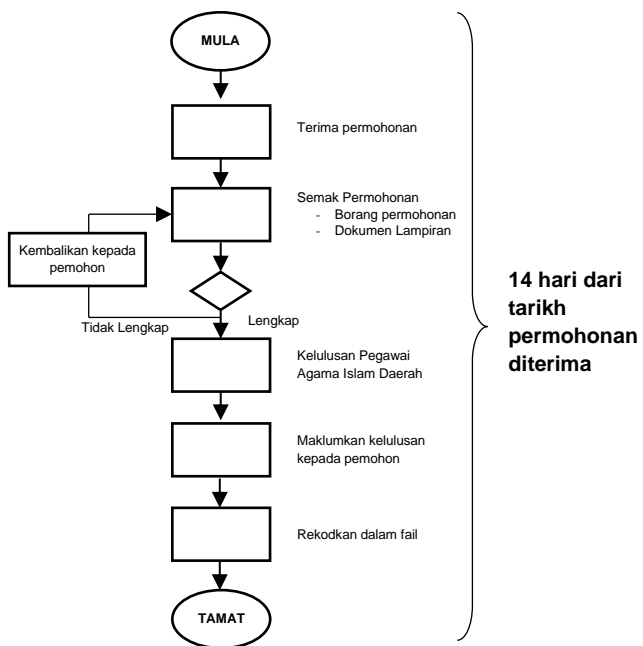 MULA
Terima permohonan
Semak Permohonan
- Borang permohonan
- Dokumen Lampiran
Kembalikan kepada
pemohon
Tidak Lengkap
Lengkap
Kelulusan Pegawai
Agama Islam Daerah
Maklumkan kelulusan
kepada pemohon
Rekodkan dalam fail
TAMAT
14 hari dari
tarikh
permohonan
diterima